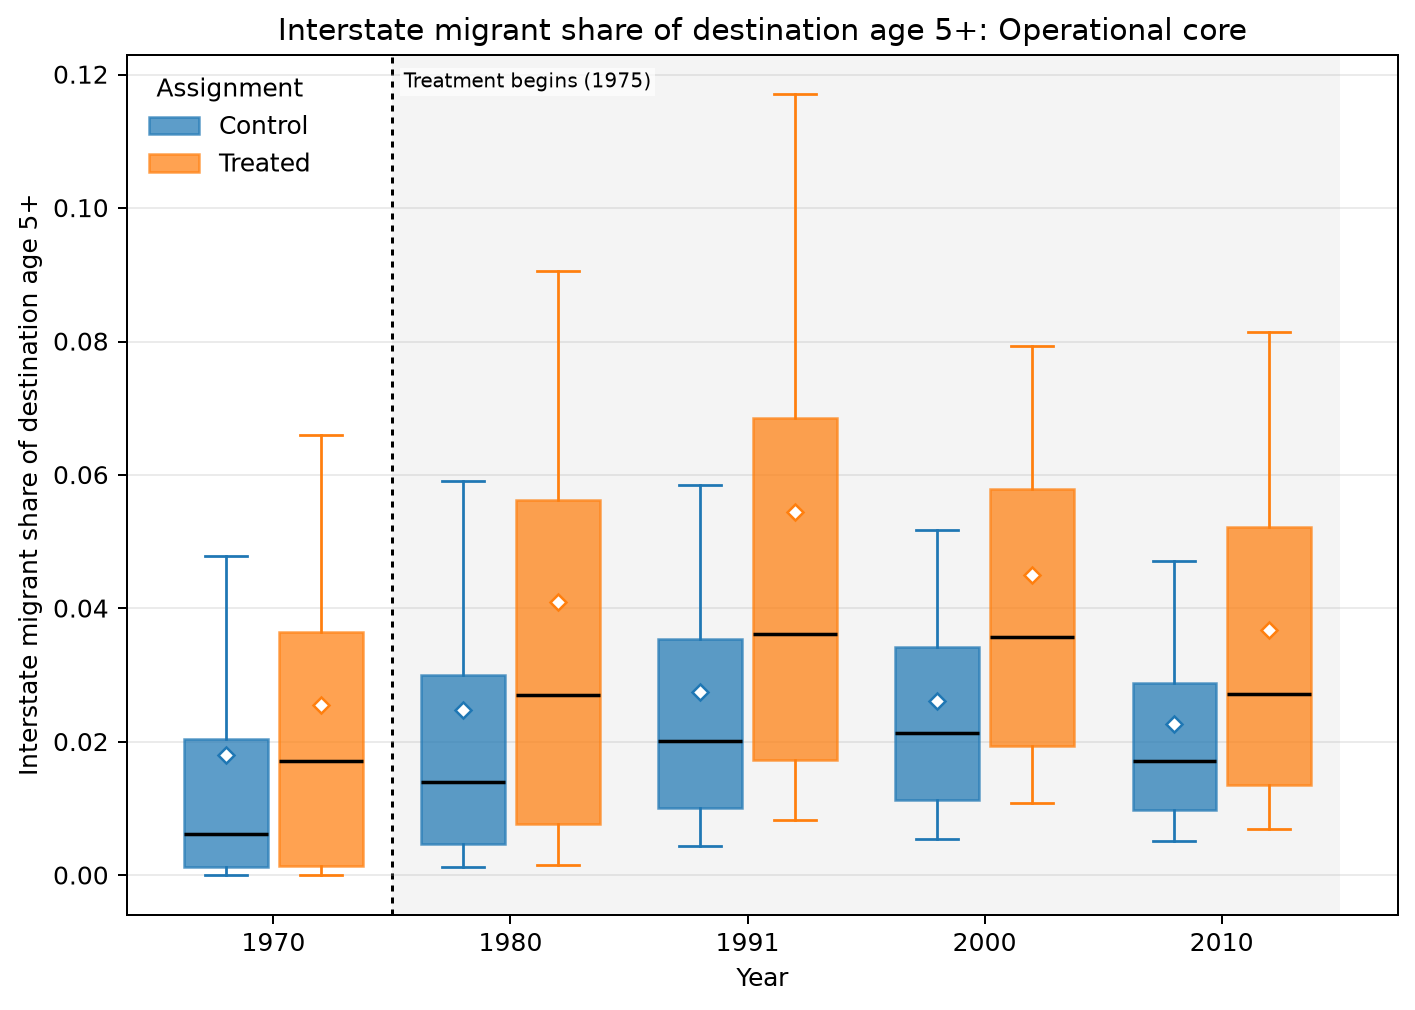 Interstate migrant share of destination age 5+: Operational core
Interstate migrant share of destination age 5+
0.12
0.10
0.08
0.06
0.04
0.02
0.00
Assignment
Control
Treated
Treatment begins (1975)
1970
1980
1991
2000
2010
Year